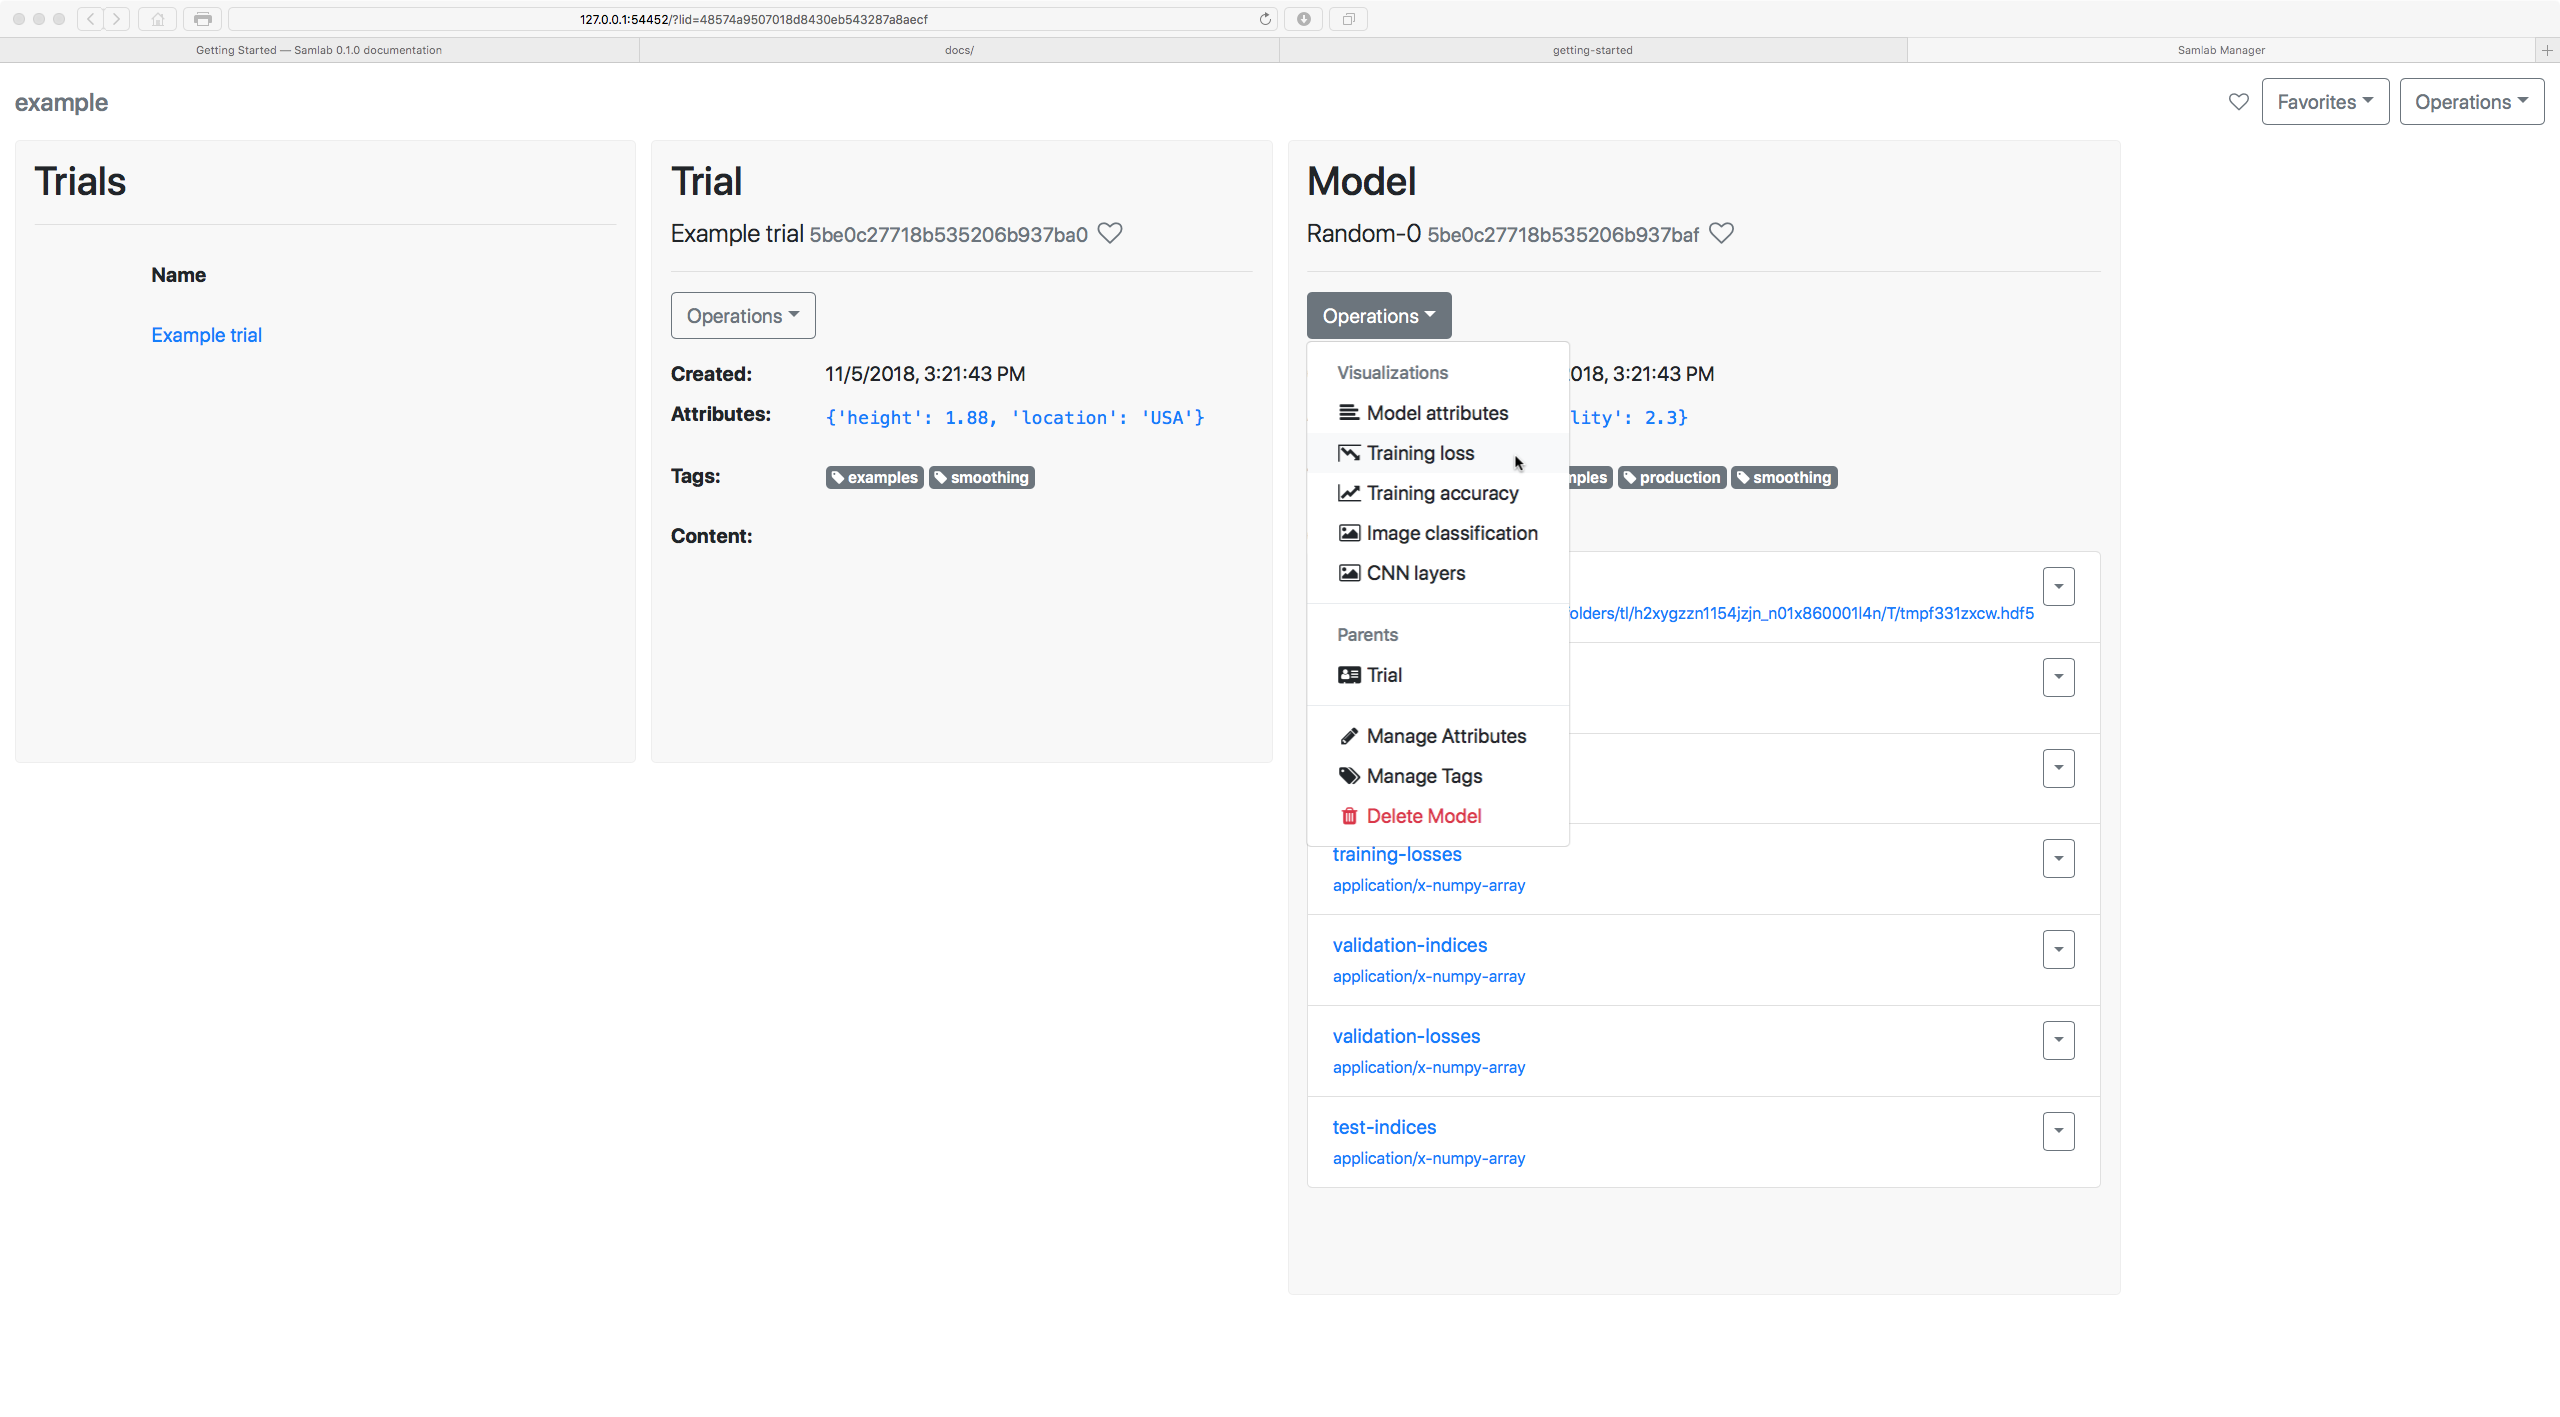 127.0.0.1:54452/?lid=48574a9507018d8430eb543287a8aecf
Getting Started — Samlab 0.1.0 documentation
docs/
getting-started
Samlab Manager
example
Favorites
Operations
Trials
Name
Example trial
Trial
Example trial 5be0c27718b535206b937ba0
Operations
Created: 11/5/2018, 3:21:43 PM
Attributes: {'height': 1.88, 'location': 'USA'}
Tags: examples smoothing
Content:
Model
Random-0 5be0c27718b535206b937baf
Operations
Visualizations
Model attributes
Training loss
Training accuracy
Image classification
CNN layers
Parents
Trial
Manage Attributes
Manage Tags
Delete Model
018, 3:21:43 PM
lity': 2.3}
mples production smoothing
olders/tl/h2xygzzn1154jzjn_n01x860001l4n/T/tmpf331zxcw.hdf5
training-losses
application/x-numpy-array
validation-indices
application/x-numpy-array
validation-losses
application/x-numpy-array
test-indices
application/x-numpy-array